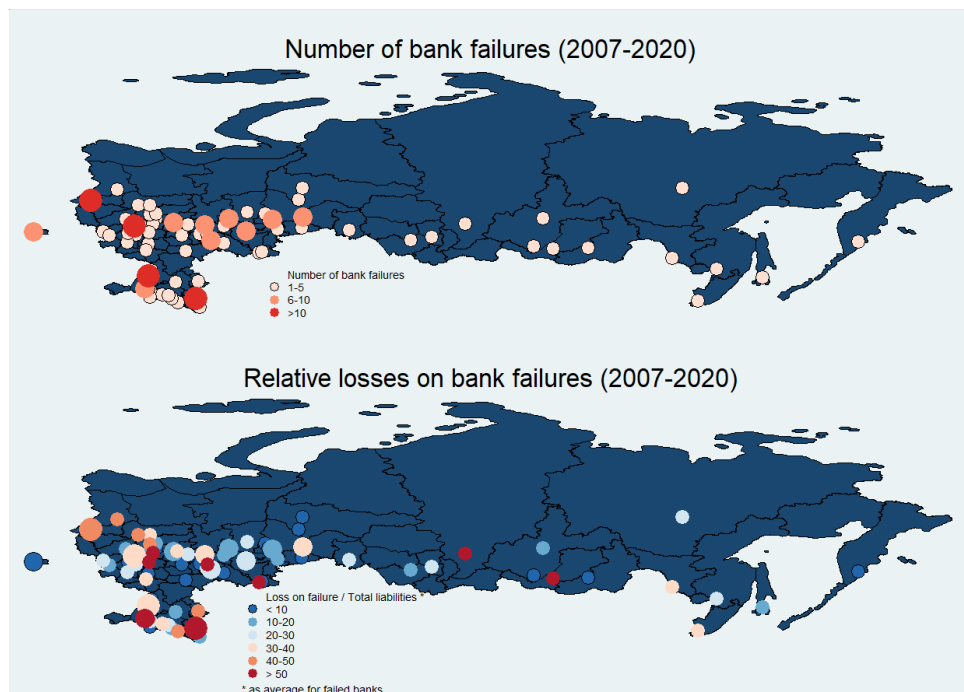 Number of bank failures (2007-2020)
Number of bank failures
1-5
6-10
>10
Relative losses on bank failures (2007-2020)
Loss on failure / Total liabilities *
< 10
10-20
20-30
30-40
40-50
> 50
* as average for failed banks